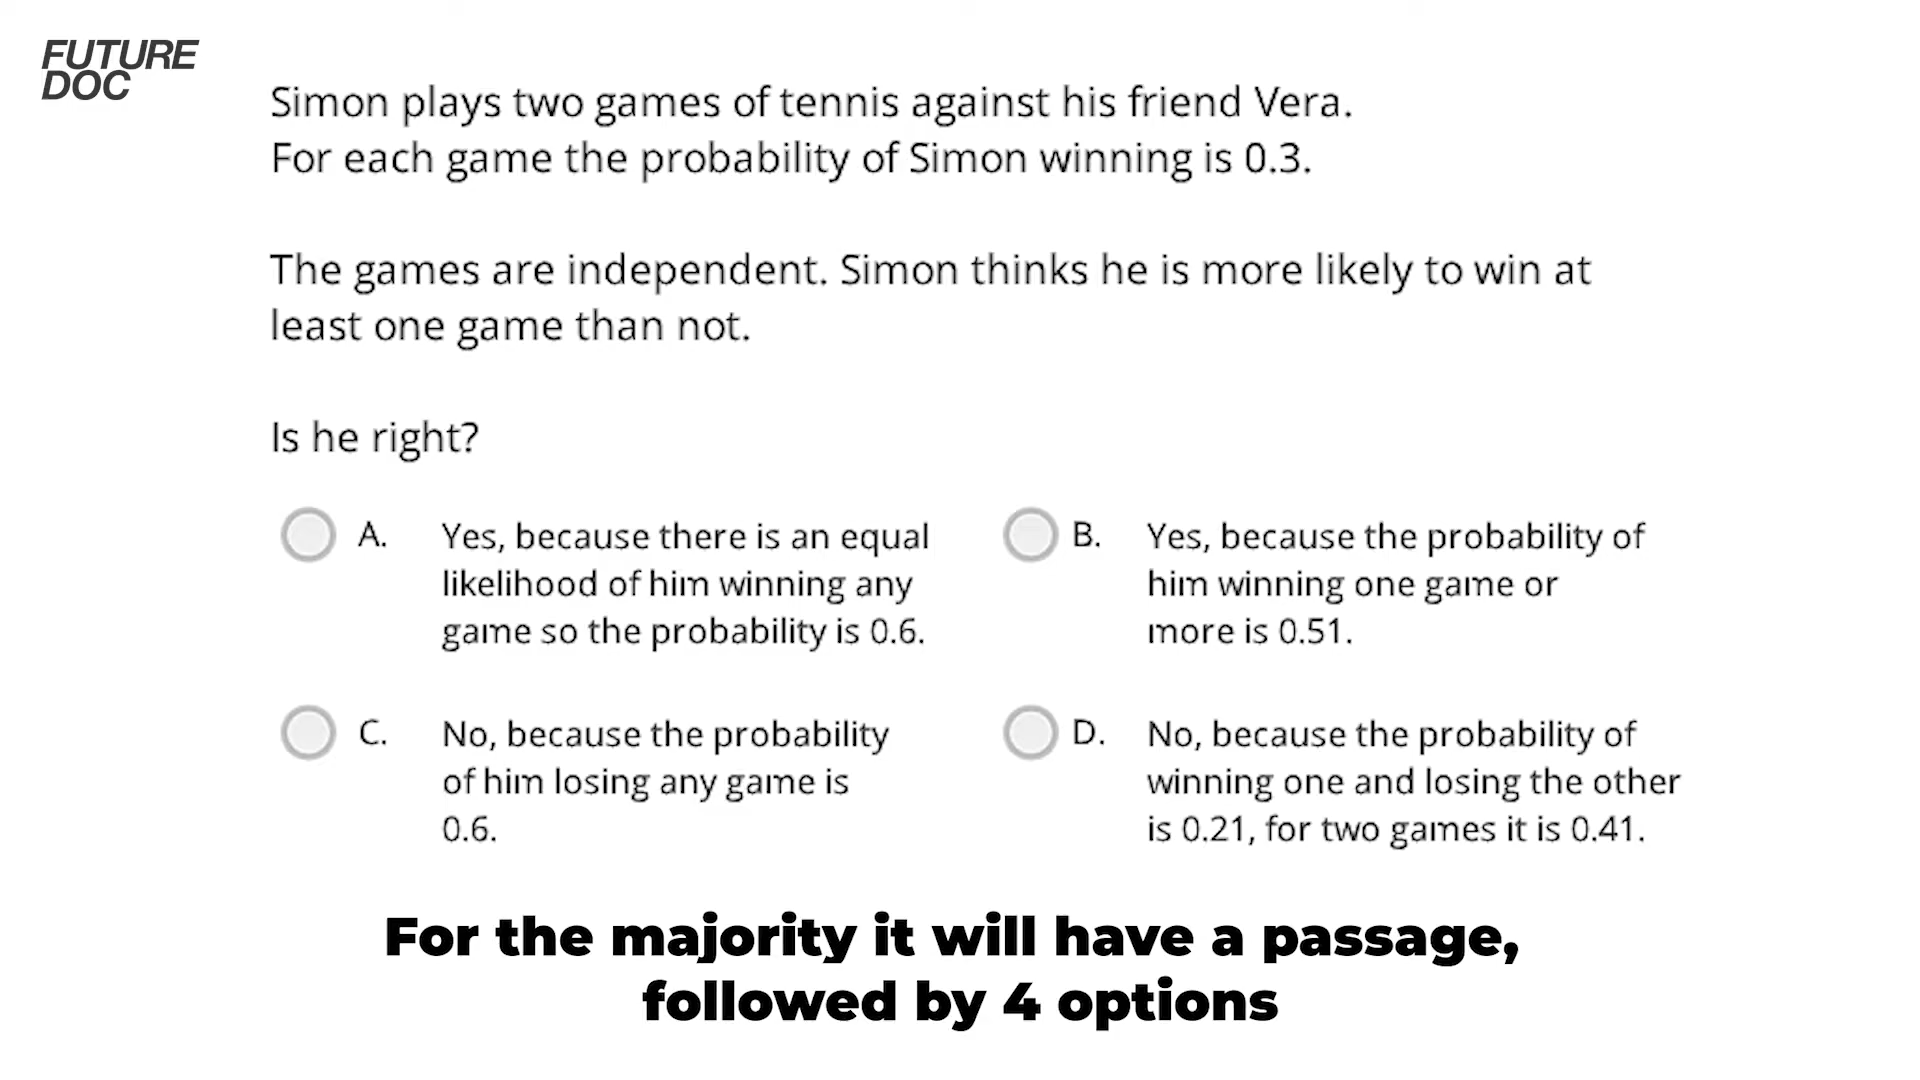 FUTURE
DOC
Simon plays two games of tennis against his friend Vera.
For each game the probability of Simon winning is 0.3.
The games are independent. Simon thinks he is more likely to win at
least one game than not.
Is he right?
A. Yes, because there is an equal
likelihood of him winning any
game so the probability is 0.6.
B. Yes, because the probability of
him winning one game or
more is 0.51.
C. No, because the probability
of him losing any game is
0.6.
D. No, because the probability of
winning one and losing the other
is 0.21, for two games it is 0.41.
For the majority it will have a passage,
followed by 4 options